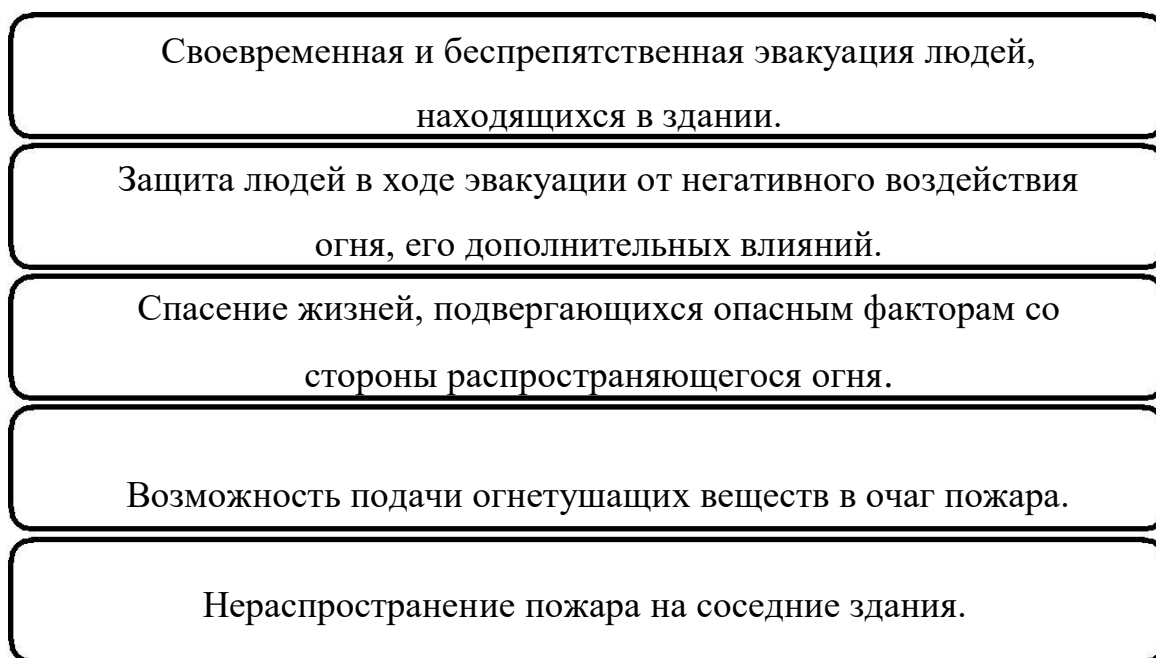 Своевременная и беспрепятственная эвакуация людей,
находящихся в здании.
Защита людей в ходе эвакуации от негативного воздействия
огня, его дополнительных влияний.
Спасение жизней, подвергающихся опасным факторам со
стороны распространяющегося огня.
Возможность подачи огнетушащих веществ в очаг пожара.
Нераспространение пожара на соседние здания.